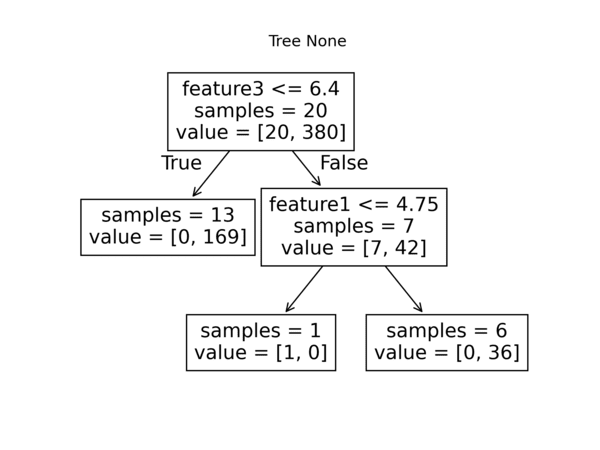 Tree None
feature3 <= 6.4
samples = 20
value = [20, 380]
True
False
samples = 13
value = [0, 169]
feature1 <= 4.75
samples = 7
value = [7, 42]
samples = 1
value = [1, 0]
samples = 6
value = [0, 36]